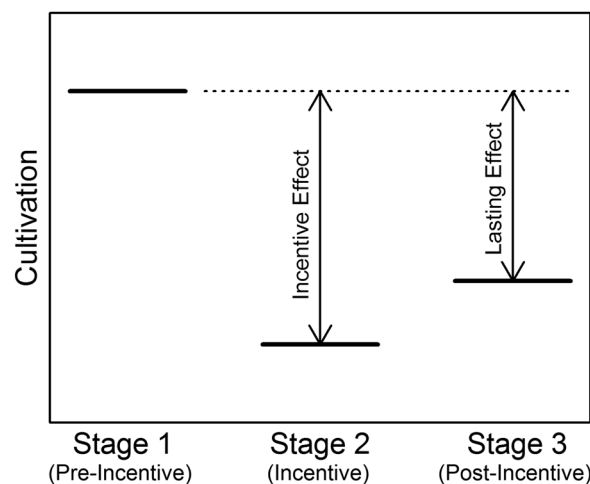 Cultivation
Incentive Effect
Lasting Effect
Stage 1
(Pre-Incentive)
Stage 2
(Incentive)
Stage 3
(Post-Incentive)